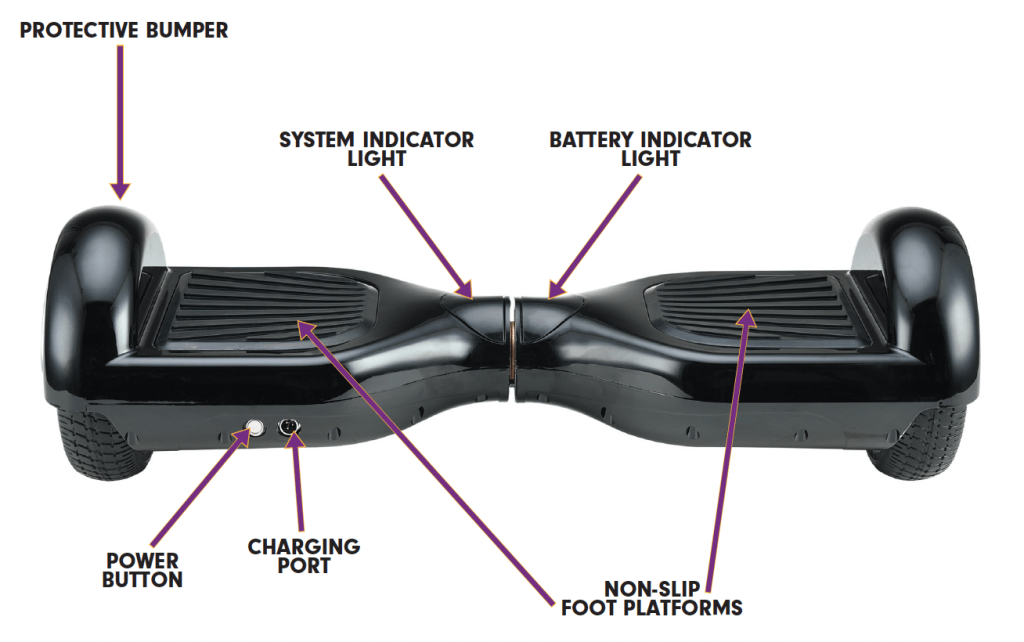 PROTECTIVE BUMPER
SYSTEM INDICATOR
LIGHT
BATTERY INDICATOR
LIGHT
POWER
BUTTON
CHARGING
PORT
NON-SLIP
FOOT PLATFORMS